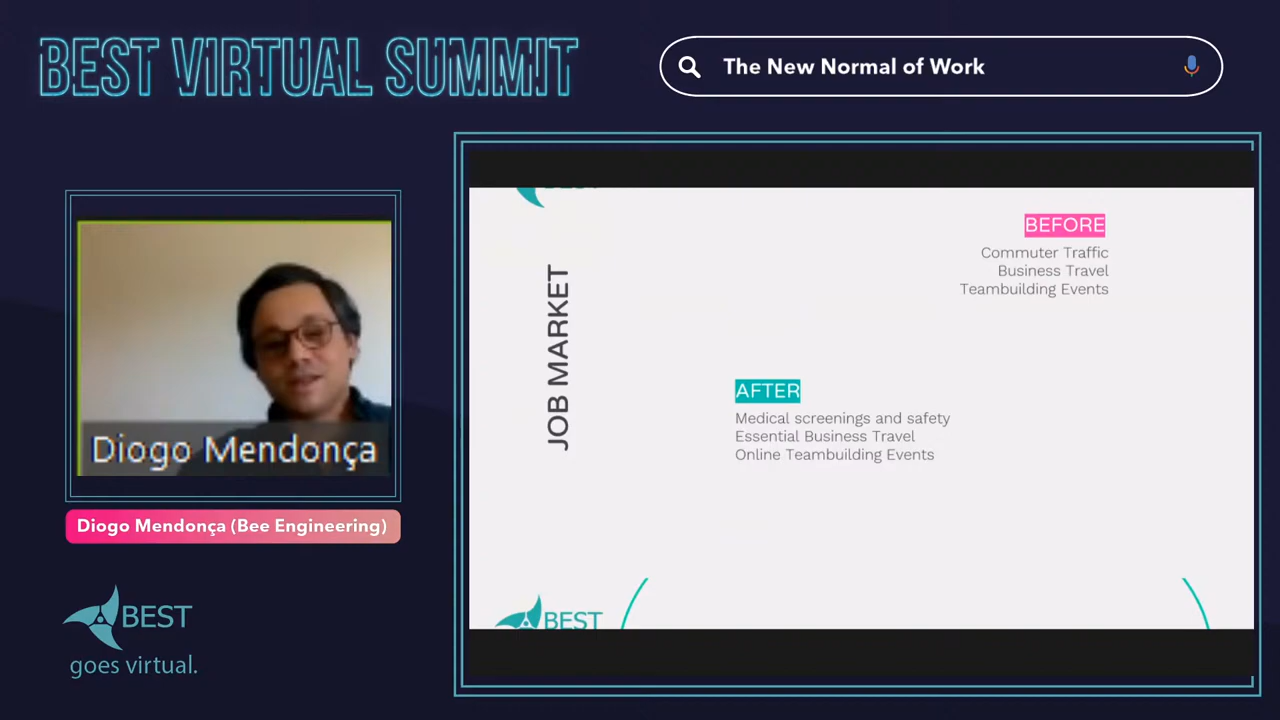 BEST VIRTUAL SUMMIT
The New Normal of Work
BEST
BEFORE
Commuter Traffic
Business Travel
Teambuilding Events
JOB MARKET
AFTER
Medical screenings and safety
Essential Business Travel
Online Teambuilding Events
BEST
Diogo Mendonça
Diogo Mendonça (Bee Engineering)
BEST
goes virtual.